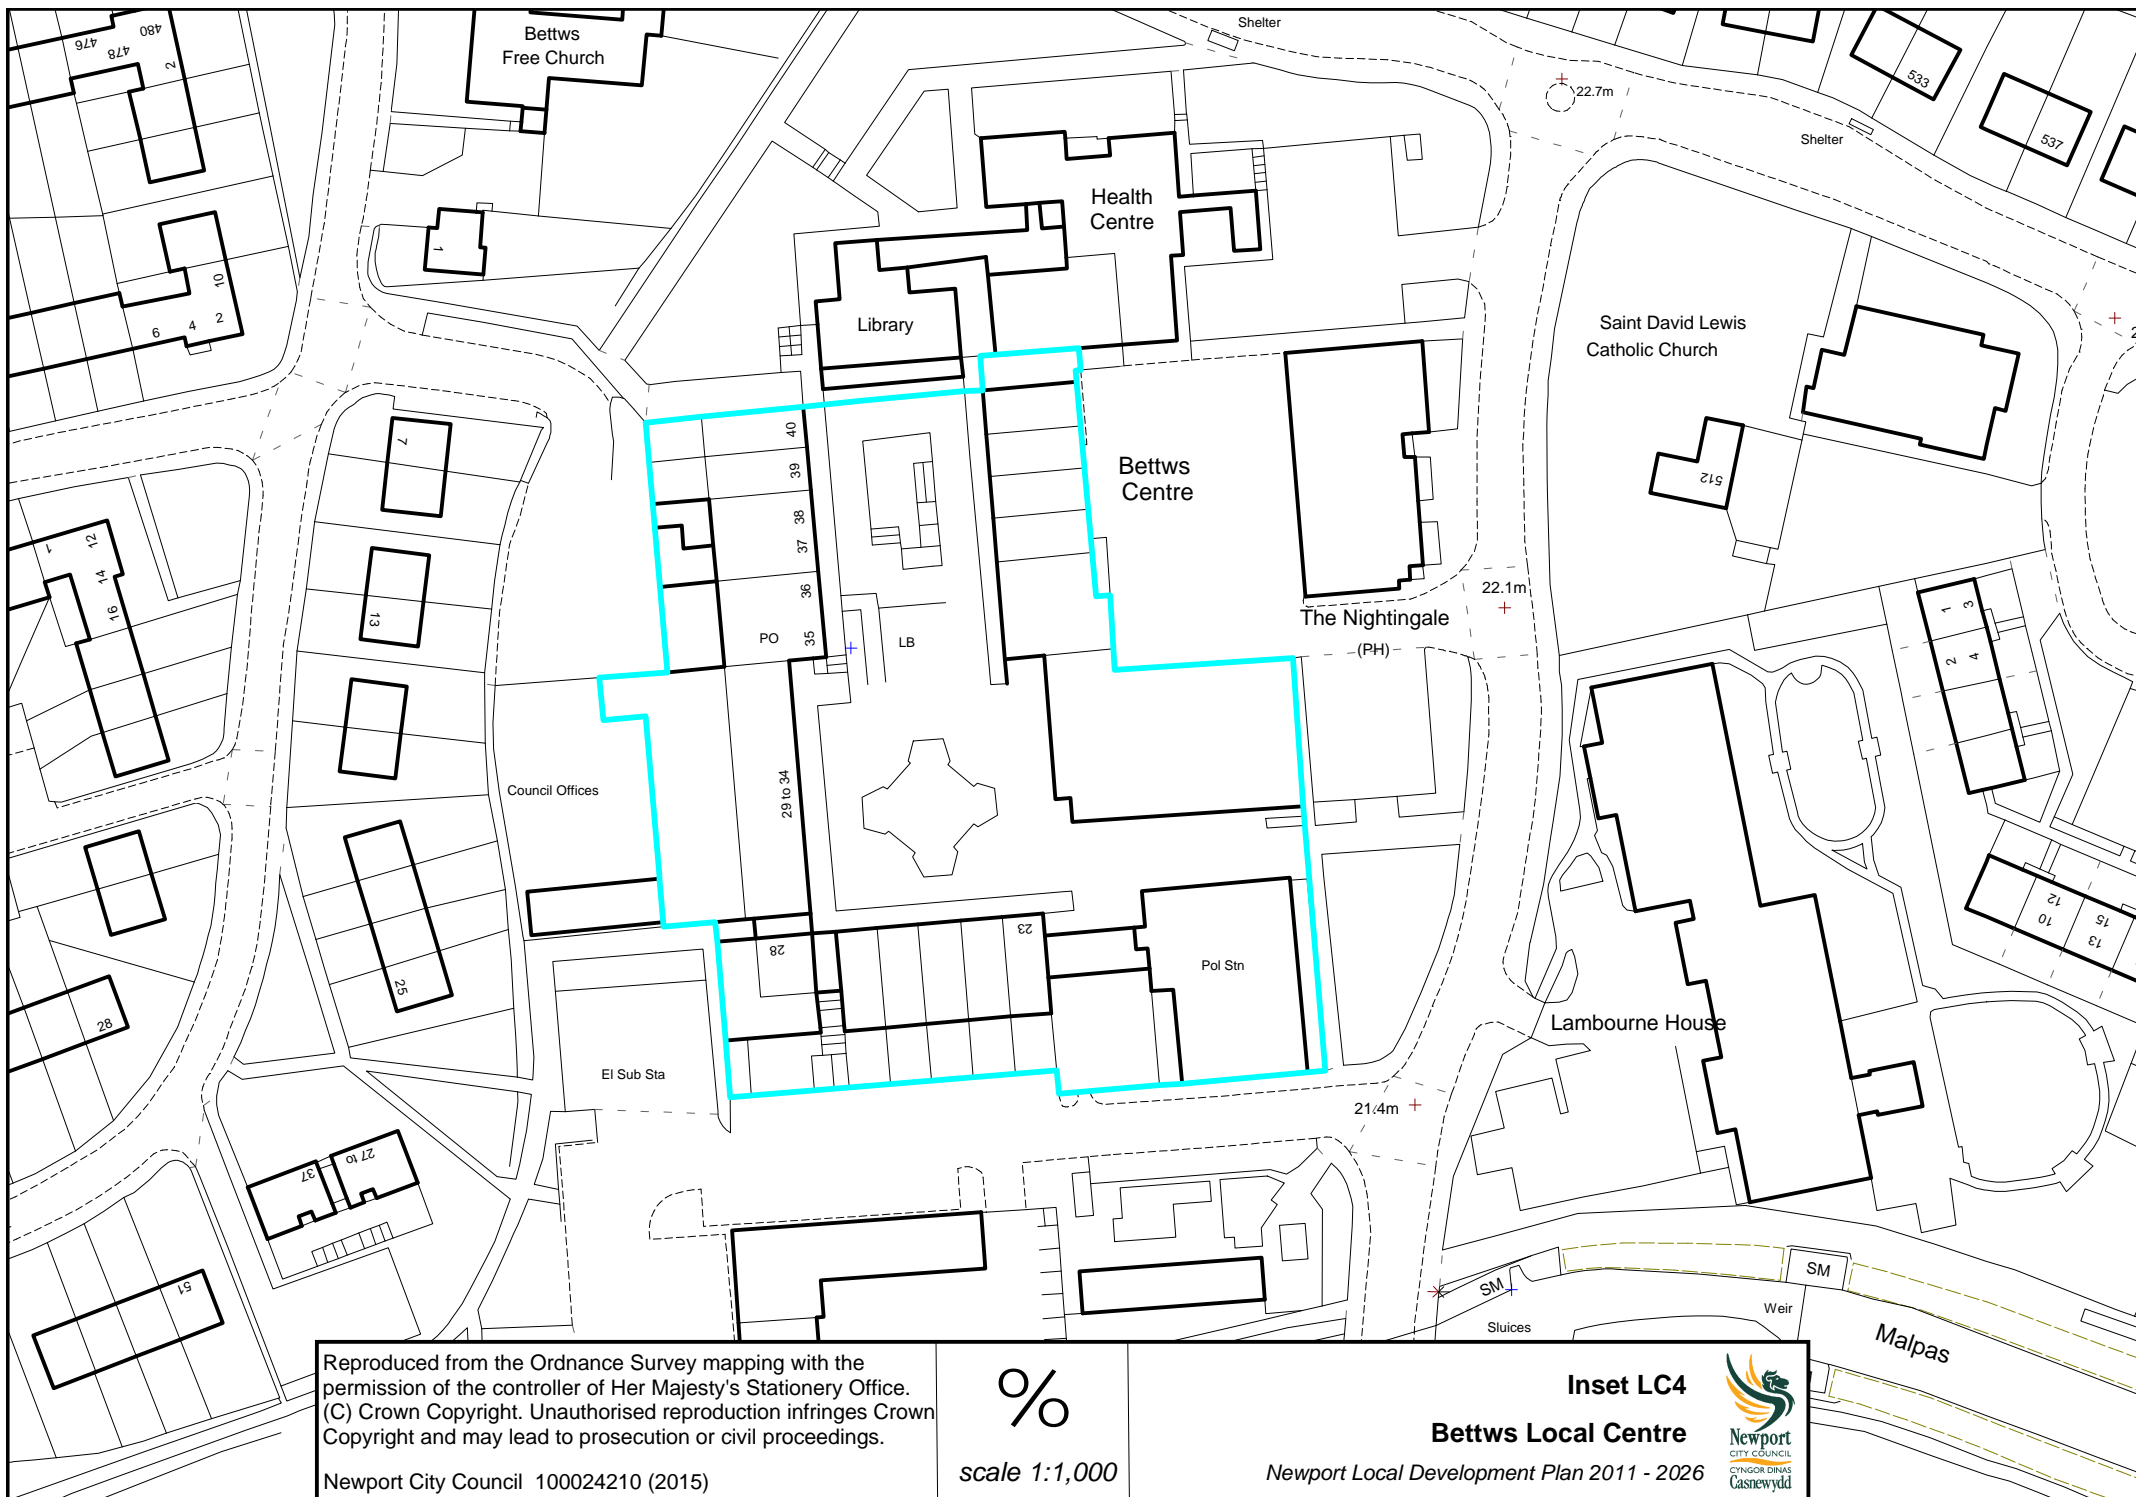 476
478
480
2
Bettws
Free Church
Shelter
22.7m
533
537
Shelter
1
Health
Centre
10
6
4
2
Library
Saint David Lewis
Catholic Church
7
40
39
38
37
36
35
Bettws
Centre
512
1
12
14
16
13
PO
LB
The Nightingale
(PH)
22.1m
1
3
2
4
Council Offices
29 to 34
28
23
Pol Stn
25
28
Lambourne House
12
10
15
13
El Sub Sta
21.4m
37
27 to
51
SM
SM
Weir
Sluices
Malpas
Reproduced from the Ordnance Survey mapping with the
permission of the controller of Her Majesty's Stationery Office.
(C) Crown Copyright. Unauthorised reproduction infringes Crown
Copyright and may lead to prosecution or civil proceedings.
Newport City Council 100024210 (2015)
%
scale 1:1,000
Inset LC4
Bettws Local Centre
Newport Local Development Plan 2011 - 2026
Newport
CITY COUNCIL
CYNGOR DINAS
Casnewydd